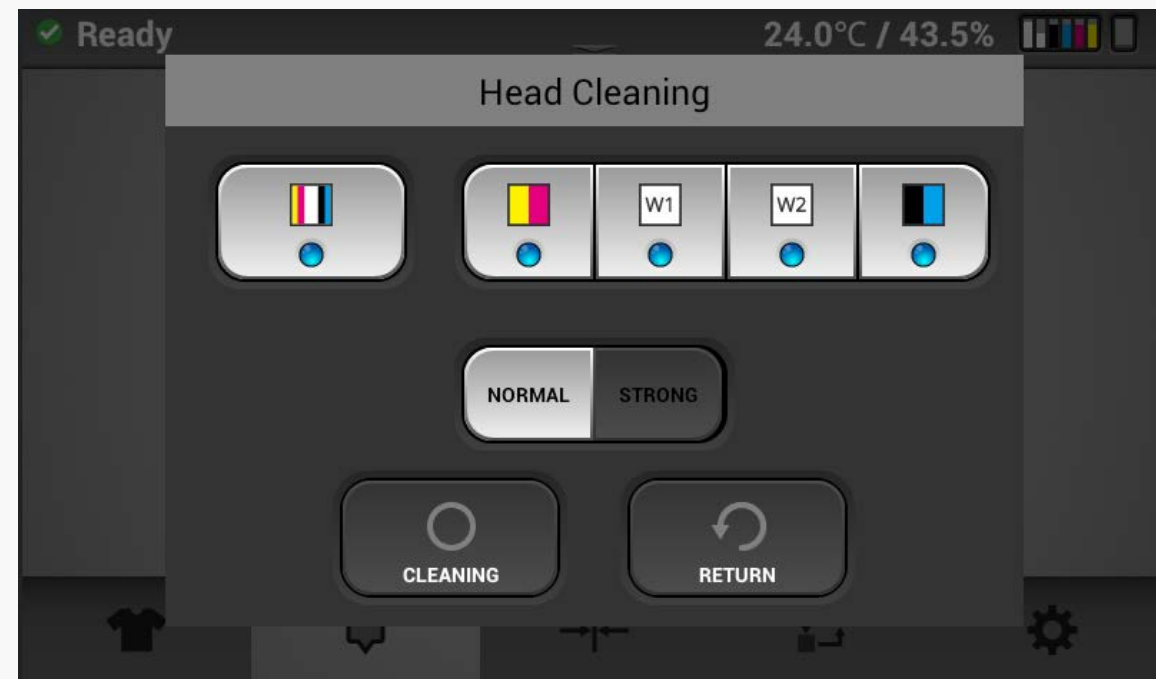 Ready 24.0°C / 43.5%
Head Cleaning
W1 W2
NORMAL STRONG
CLEANING RETURN